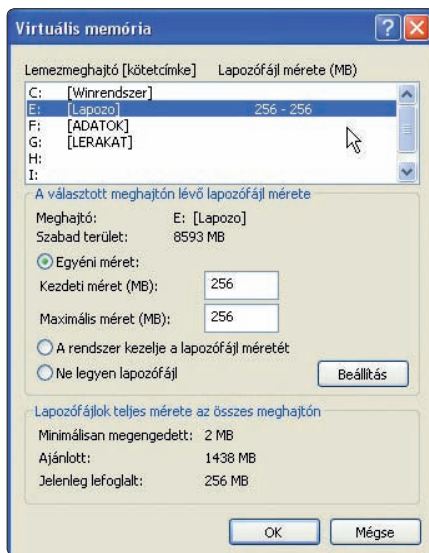 Virtuális memória
Lemezmeghajtó [kötetcímke] Lapozófájl mérete (MB)
C: [Winrendszer]
E: [Lapozo] 256 - 256
F: [ADATOK]
G: [LERAKAT]
H:
I:
A választott meghajtón lévő lapozófájl mérete
Meghajtó: E: [Lapozo]
Szabad terület: 8593 MB
Egyéni méret:
Kezdeti méret (MB): 256
Maximális méret (MB): 256
A rendszer kezelje a lapozófájl méretét
Ne legyen lapozófájl Beállítás
Lapozófájlok teljes mérete az összes meghajtón
Minimálisan megengedett: 2 MB
Ajánlott: 1438 MB
Jelenleg lefoglalt: 256 MB
OK Mégse